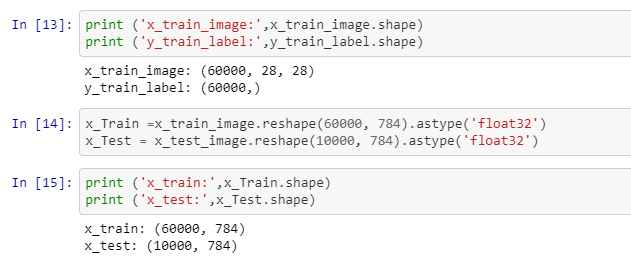 In [13]: print ('x_train_image:',x_train_image.shape)
print ('y_train_label:',y_train_label.shape)
x_train_image: (60000, 28, 28)
y_train_label: (60000,)
In [14]: x_Train =x_train_image.reshape(60000, 784).astype('float32')
x_Test = x_test_image.reshape(10000, 784).astype('float32')
In [15]: print ('x_train:',x_Train.shape)
print ('x_test:',x_Test.shape)
x_train: (60000, 784)
x_test: (10000, 784)